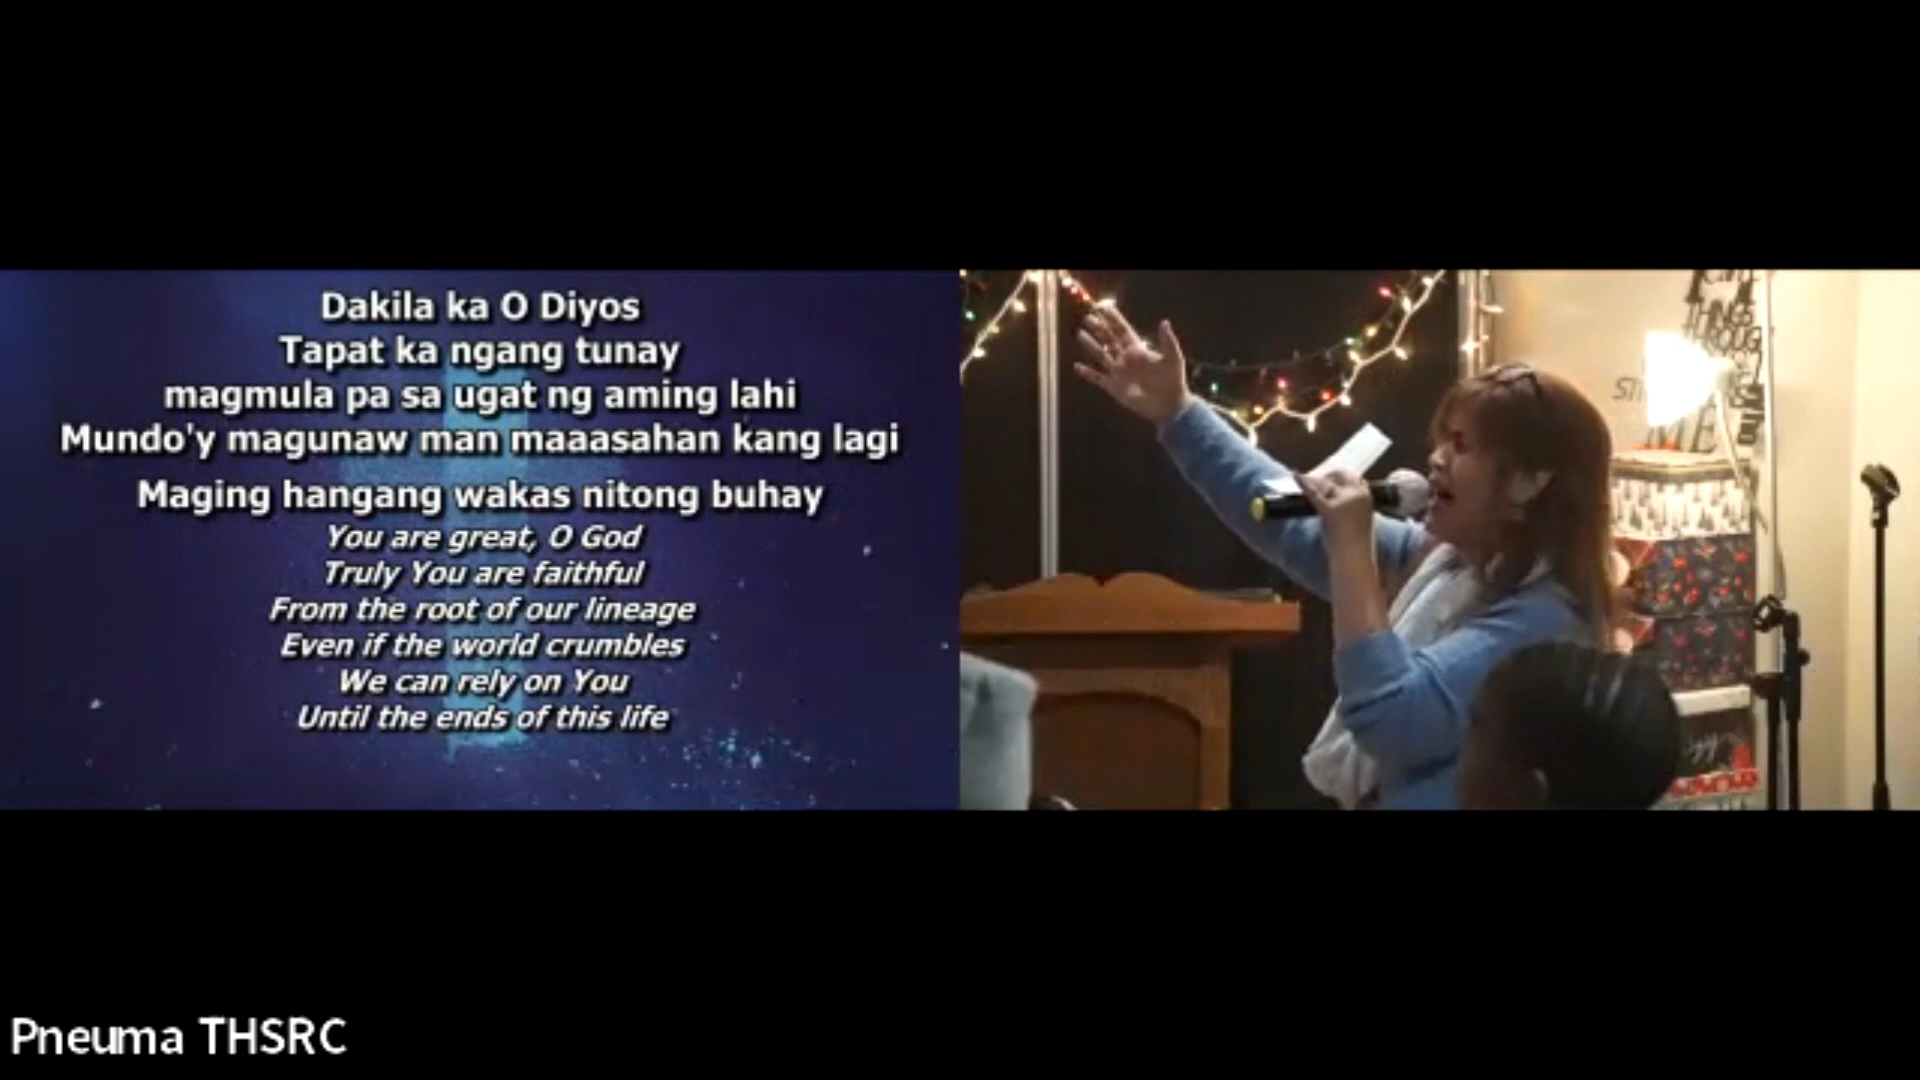 Dakila ka O Diyos
Tapat ka ngang tunay
magmula pa sa ugat ng aming lahi
Mundo'y magunaw man maaasahan kang lagi
Maging hangang wakas nitong buhay
You are great, O God
Truly You are faithful
From the root of our lineage
Even if the world crumbles
We can rely on You
Until the ends of this life
THINGS
ME
Pneuma THSRC